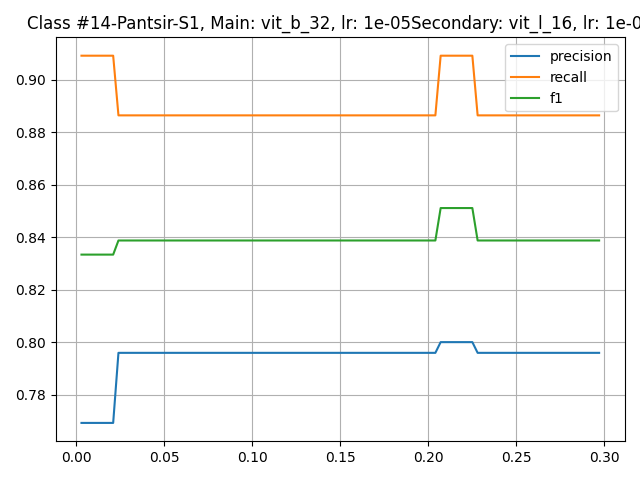 Class #14-Pantsir-S1, Main: vit_b_32, lr: 1e-05Secondary: vit_l_16, lr: 1e-0
precision
recall
f1
0.90
0.88
0.86
0.84
0.82
0.80
0.78
0.00 0.05 0.10 0.15 0.20 0.25 0.30